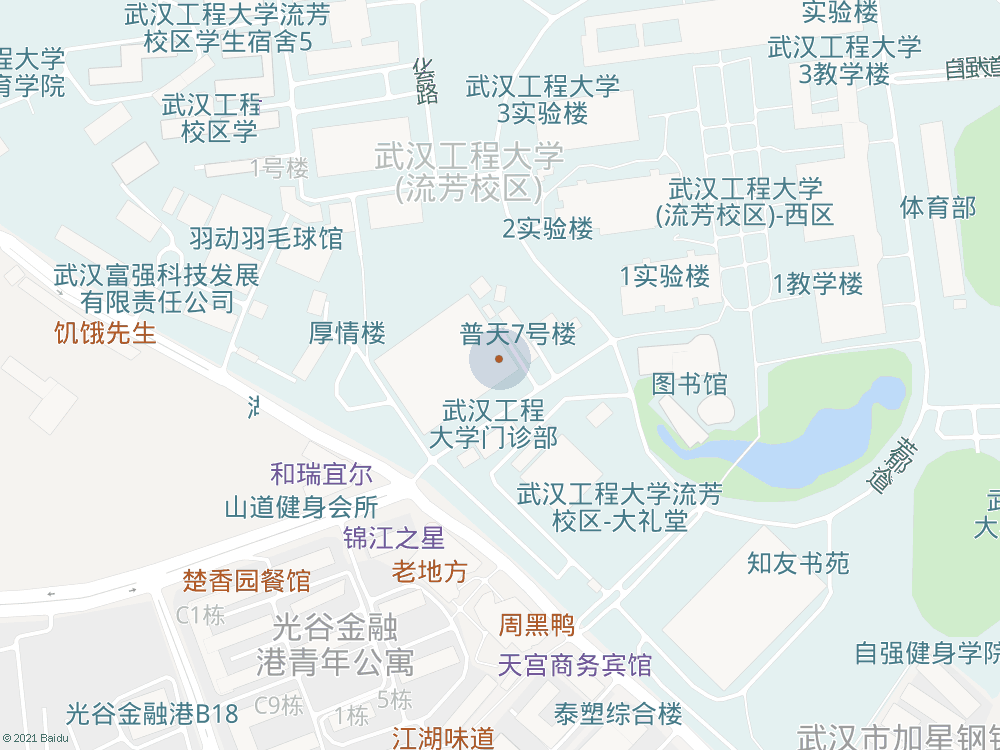 武汉工程大学流芳
校区学生宿舍5
实验楼
程大学
育学院
化育路
武汉工程大学
3实验楼
武汉工程大学
3教学楼
自强大道
武汉工程
校区学
1号楼
武汉工程大学
(流芳校区)
武汉工程大学
(流芳校区)-西区
体育部
羽动羽毛球馆
2实验楼
武汉富强科技发展
有限责任公司
1实验楼
1教学楼
饥饿先生
厚情楼
普天7号楼
图书馆
武汉工程
大学门诊部
和瑞宜尔
山道健身会所
武汉工程大学流芳
校区-大礼堂
锦江之星
老地方
知友书苑
楚香园餐馆
C1栋
光谷金融
港青年公寓
周黑鸭
天宫商务宾馆
自强健身学院
C9栋
5栋
1栋
光谷金融港B18
泰塑综合楼
江湖味道
武汉市加星钢
© 2021 Baidu